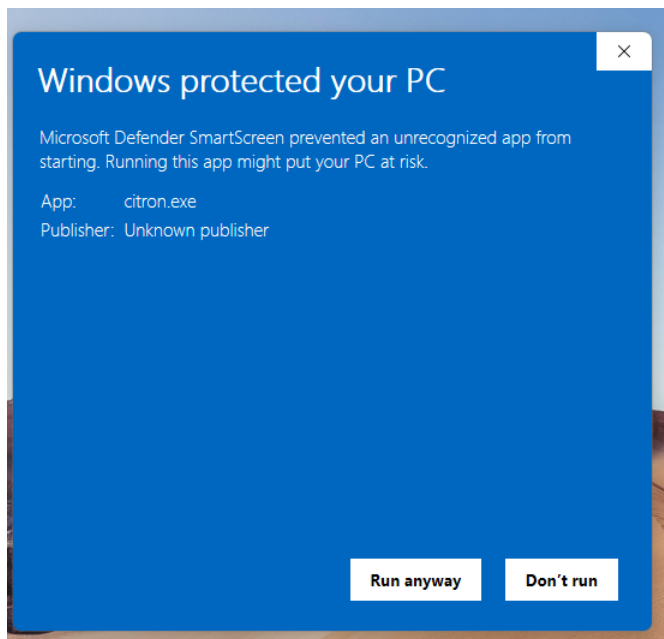 Windows protected your PC
Microsoft Defender SmartScreen prevented an unrecognized app from
starting. Running this app might put your PC at risk.
App: citron.exe
Publisher: Unknown publisher
Run anyway Don’t run